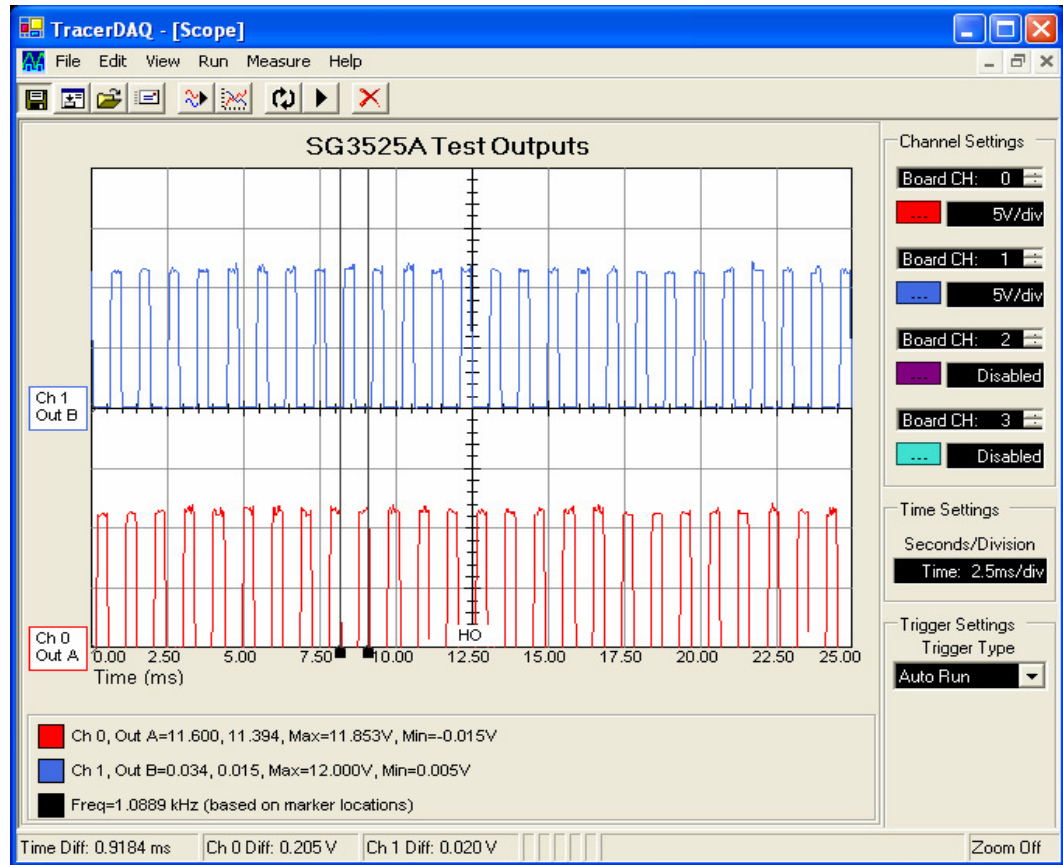 TracerDAQ - [Scope]
File Edit View Run Measure Help
SG3525A Test Outputs
Ch 1
Out B
Ch 0
Out A
HO
0.00 2.50 5.00 7.50 10.00 12.50 15.00 17.50 20.00 22.50 25.00
Time (ms)
Ch 0, Out A=11.600, 11.394, Max=11.853V, Min=-0.015V
Ch 1, Out B=0.034, 0.015, Max=12.000V, Min=0.005V
Freq=1.0889 kHz (based on marker locations)
Channel Settings
Board CH: 0
... 5V/div
Board CH: 1
... 5V/div
Board CH: 2
... Disabled
Board CH: 3
... Disabled
Time Settings
Seconds/Division
Time: 2.5ms/div
Trigger Settings
Trigger Type
Auto Run
Time Diff: 0.9184 ms Ch 0 Diff: 0.205 V Ch 1 Diff: 0.020 V Zoom Off